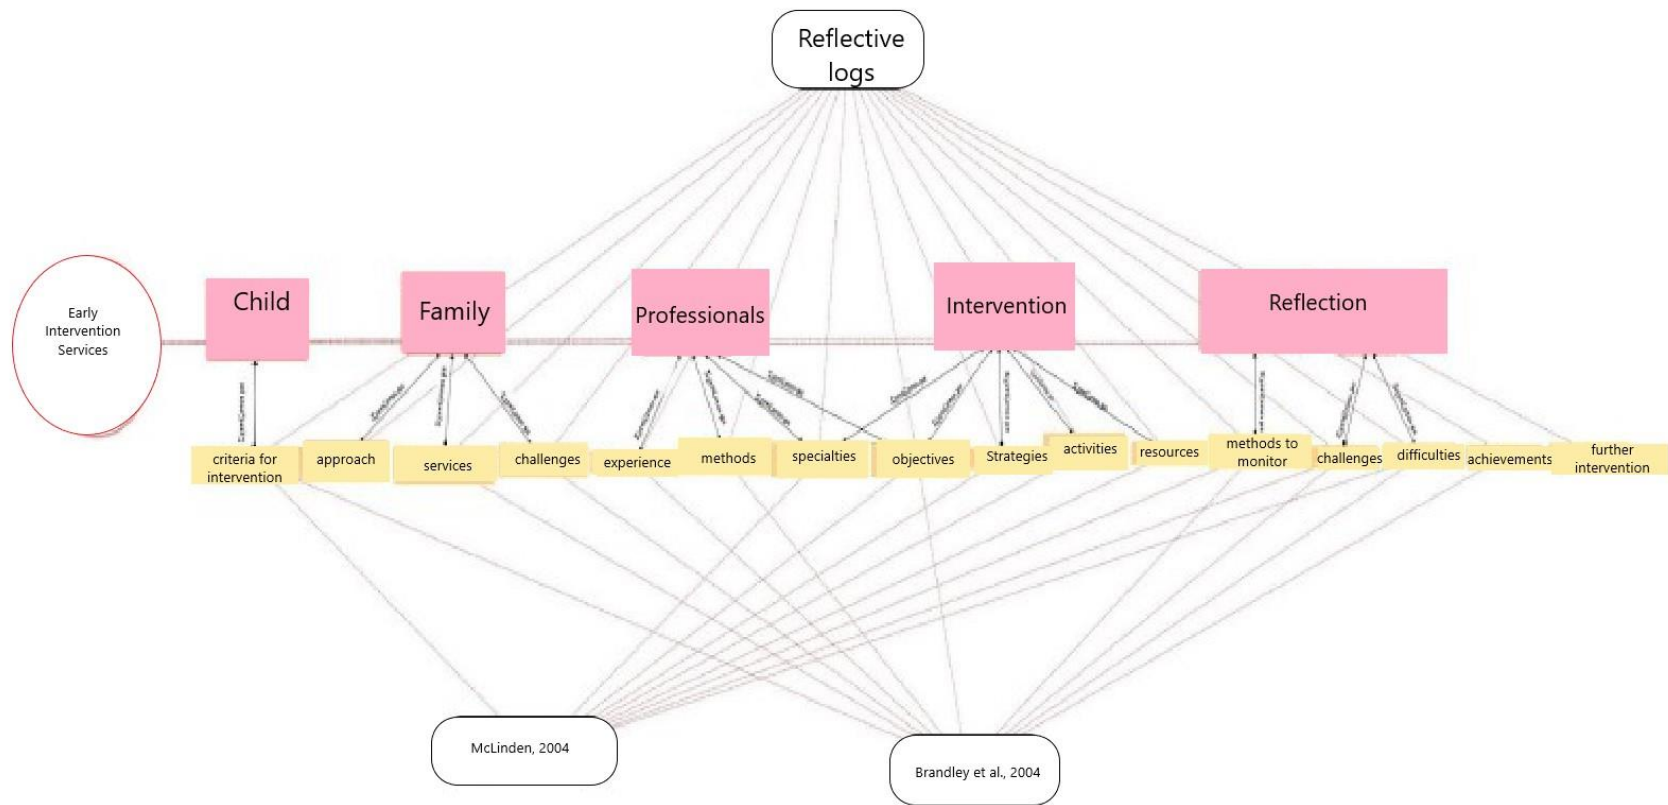 Reflective
logs
Early
Intervention
Services
Child
Family
Professionals
Intervention
Reflection
criteria for
intervention
approach
services
challenges
experience
methods
specialties
objectives
Strategies
activities
resources
methods to
monitor
challenges
difficulties
achievements
further
intervention
McLinden, 2004
Brandley et al., 2004